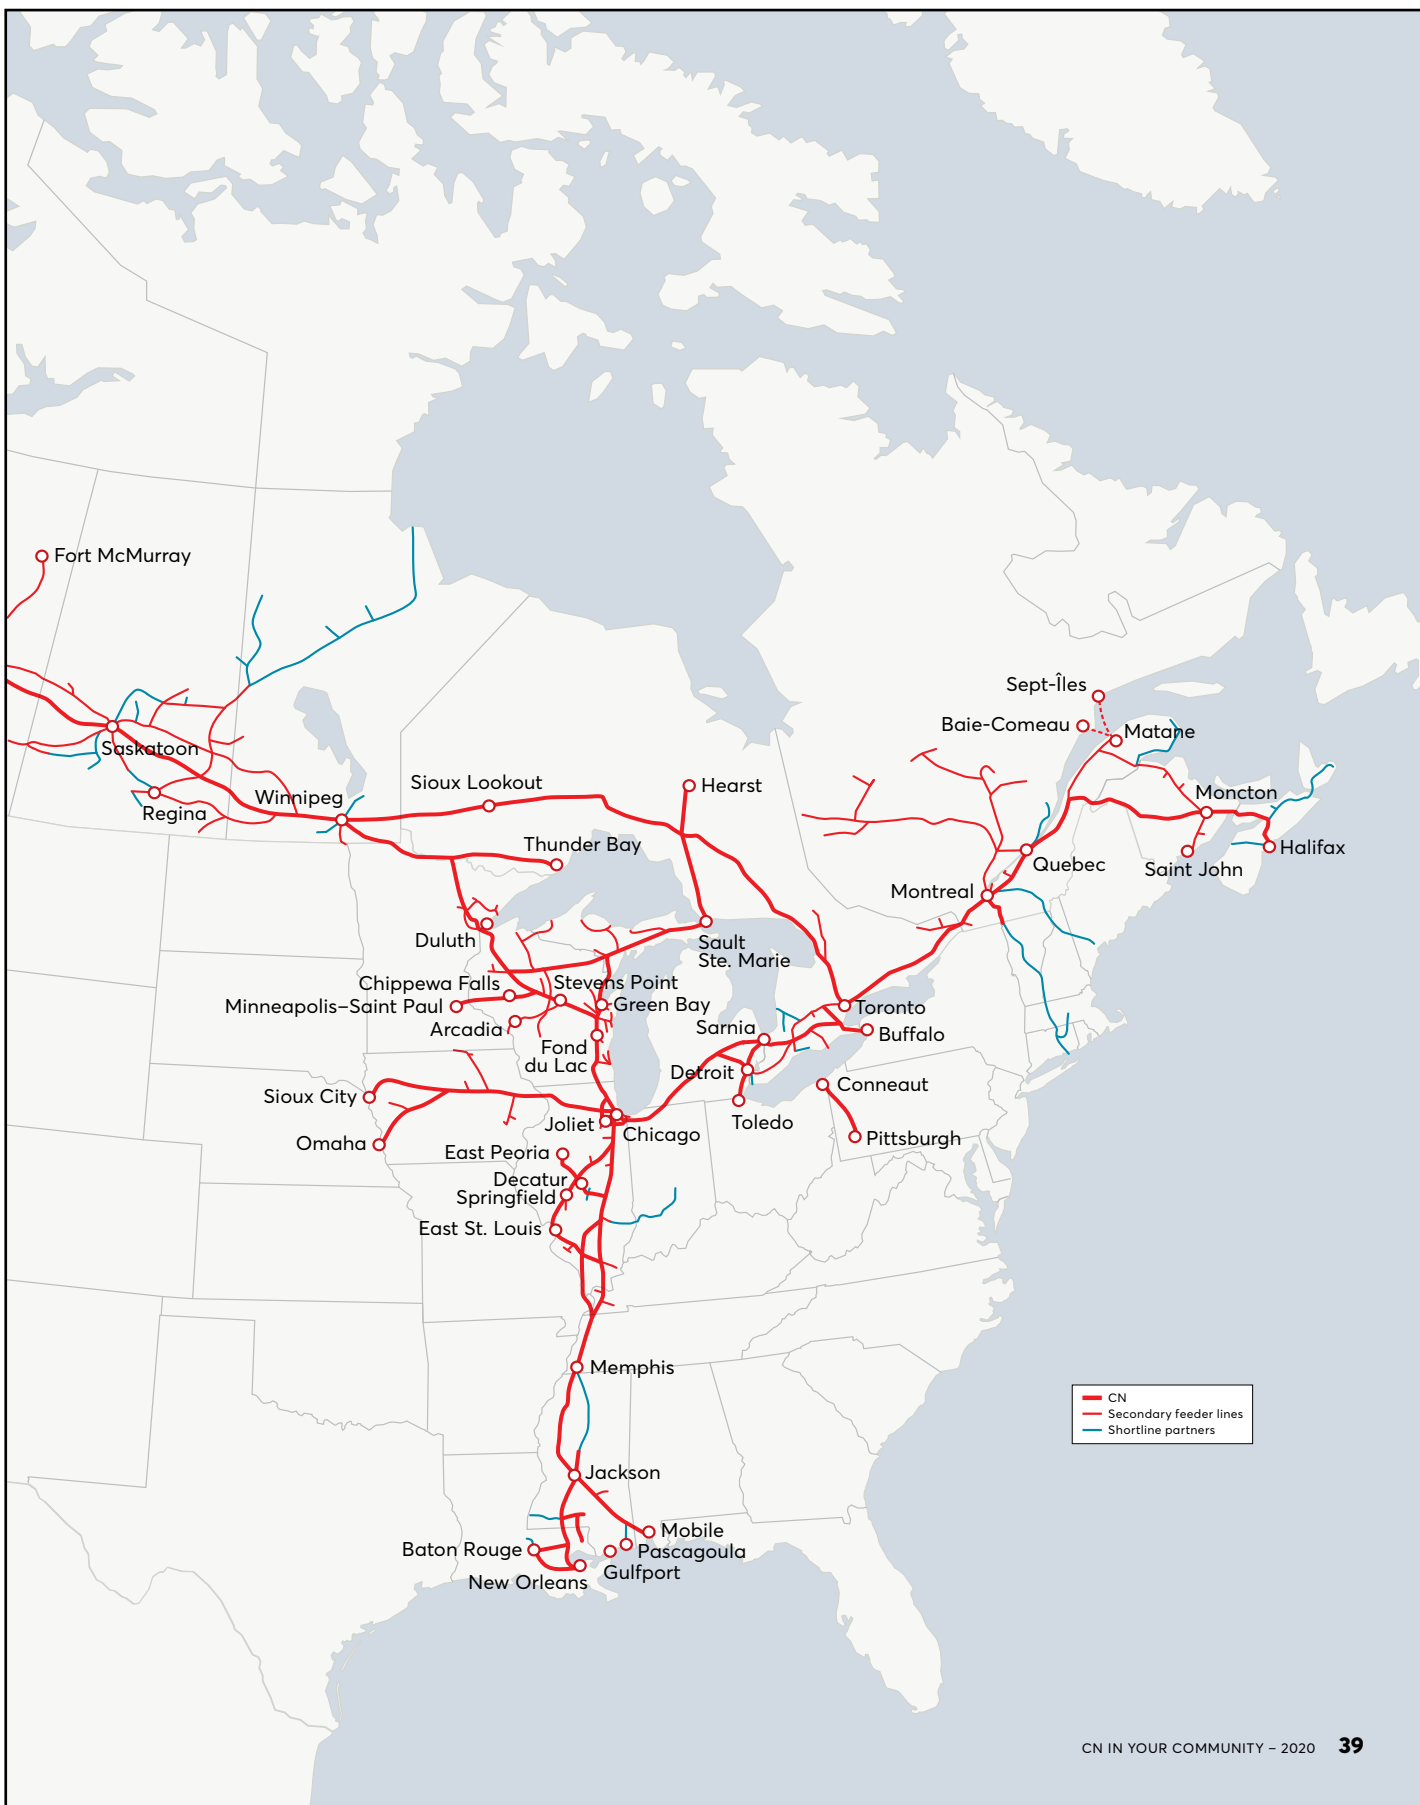 Fort McMurray
Sept-Îles
Baie-Comeau
Matane
Saskatoon
Sioux Lookout
Hearst
Winnipeg
Moncton
Regina
Thunder Bay
Halifax
Quebec
Saint John
Montreal
Duluth
Sault
Ste. Marie
Chippewa Falls
Stevens Point
Minneapolis–Saint Paul
Green Bay
Toronto
Arcadia
Sarnia
Buffalo
Fond
du Lac
Detroit
Conneaut
Sioux City
Joliet
Toledo
Chicago
Pittsburgh
Omaha
East Peoria
Decatur
Springfield
East St. Louis
Memphis
CN
Secondary feeder lines
Shortline partners
Jackson
Mobile
Baton Rouge
Pascagoula
Gulfport
New Orleans
CN IN YOUR COMMUNITY – 2020 39